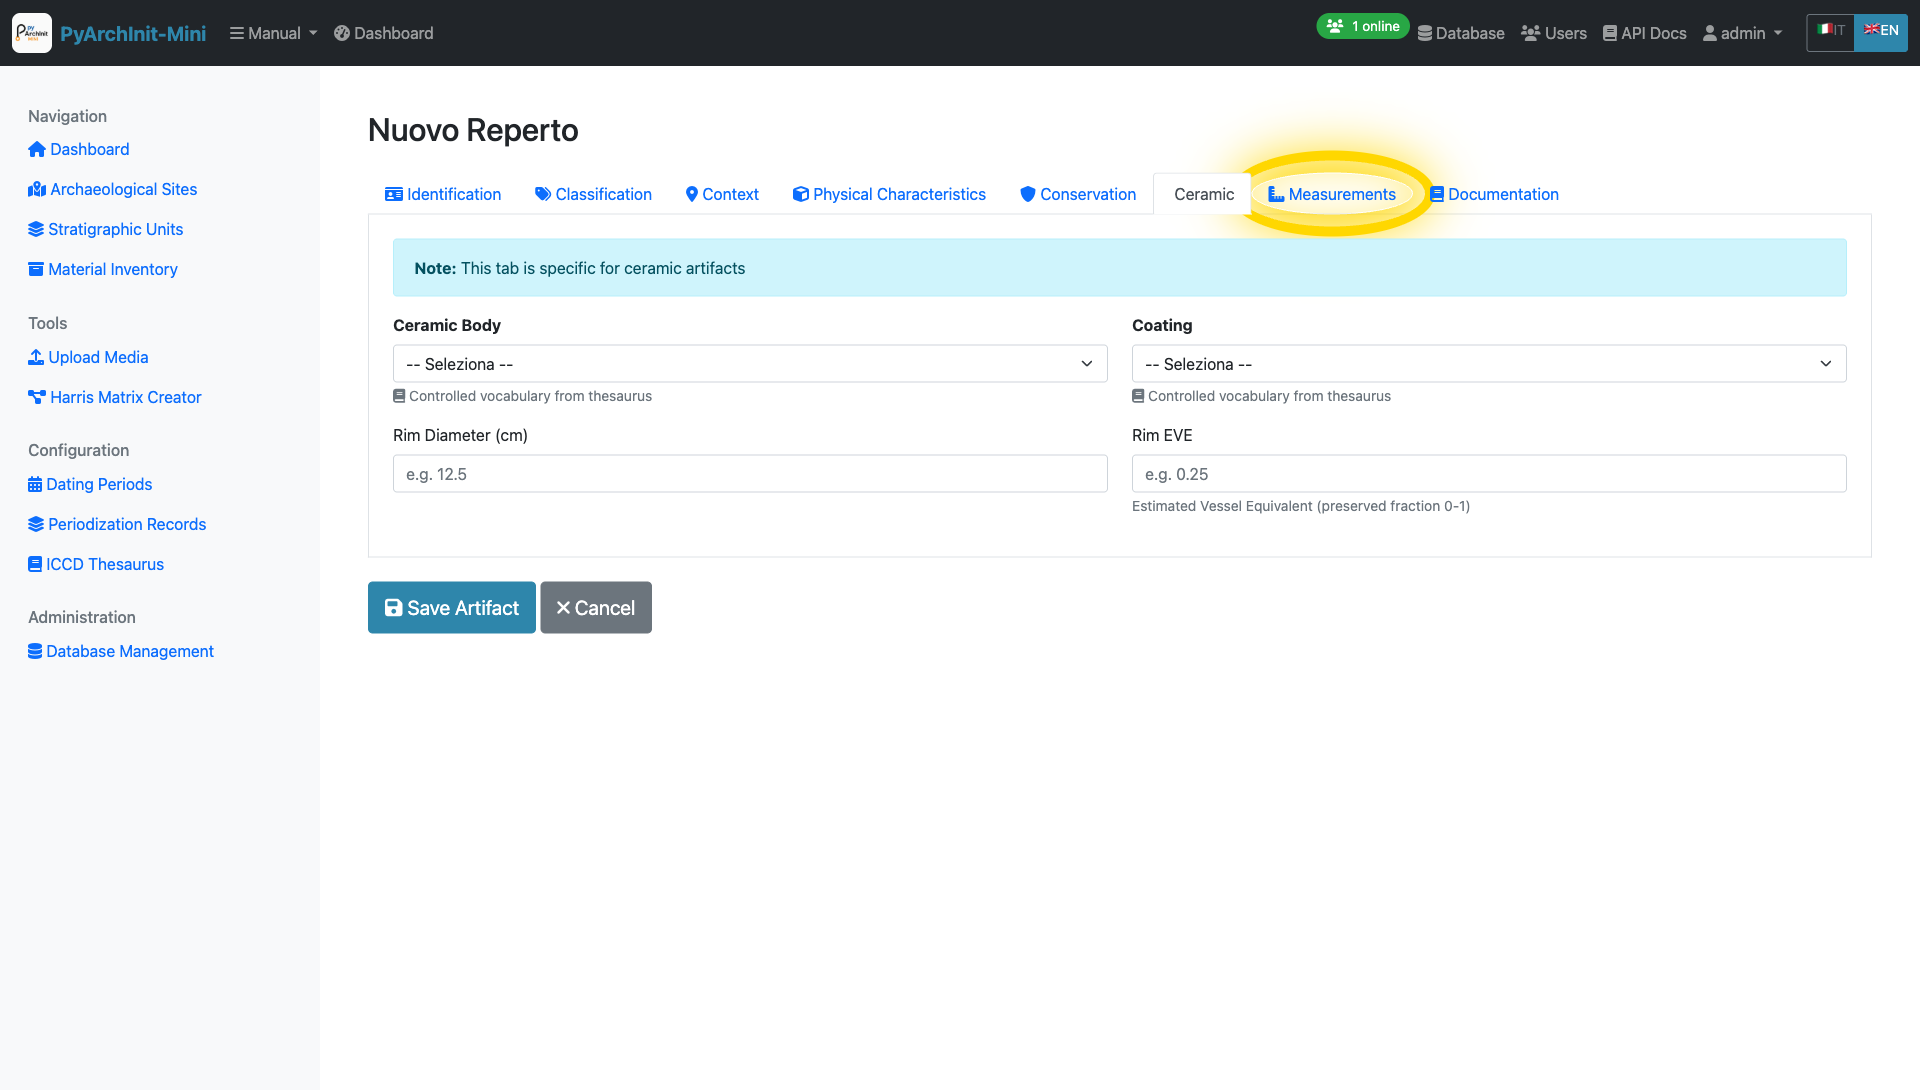 PyArchInit-Mini
Manual
Dashboard
1 online
Database
Users
API Docs
admin
IT
EN
Navigation
Dashboard
Archaeological Sites
Stratigraphic Units
Material Inventory
Tools
Upload Media
Harris Matrix Creator
Configuration
Dating Periods
Periodization Records
ICCD Thesaurus
Administration
Database Management
Nuovo Reperto
Identification
Classification
Context
Physical Characteristics
Conservation
Ceramic
Measurements
Documentation
Note: This tab is specific for ceramic artifacts
Ceramic Body
Coating
-- Seleziona --
-- Seleziona --
Controlled vocabulary from thesaurus
Controlled vocabulary from thesaurus
Rim Diameter (cm)
Rim EVE
e.g. 12.5
e.g. 0.25
Estimated Vessel Equivalent (preserved fraction 0-1)
Save Artifact
Cancel